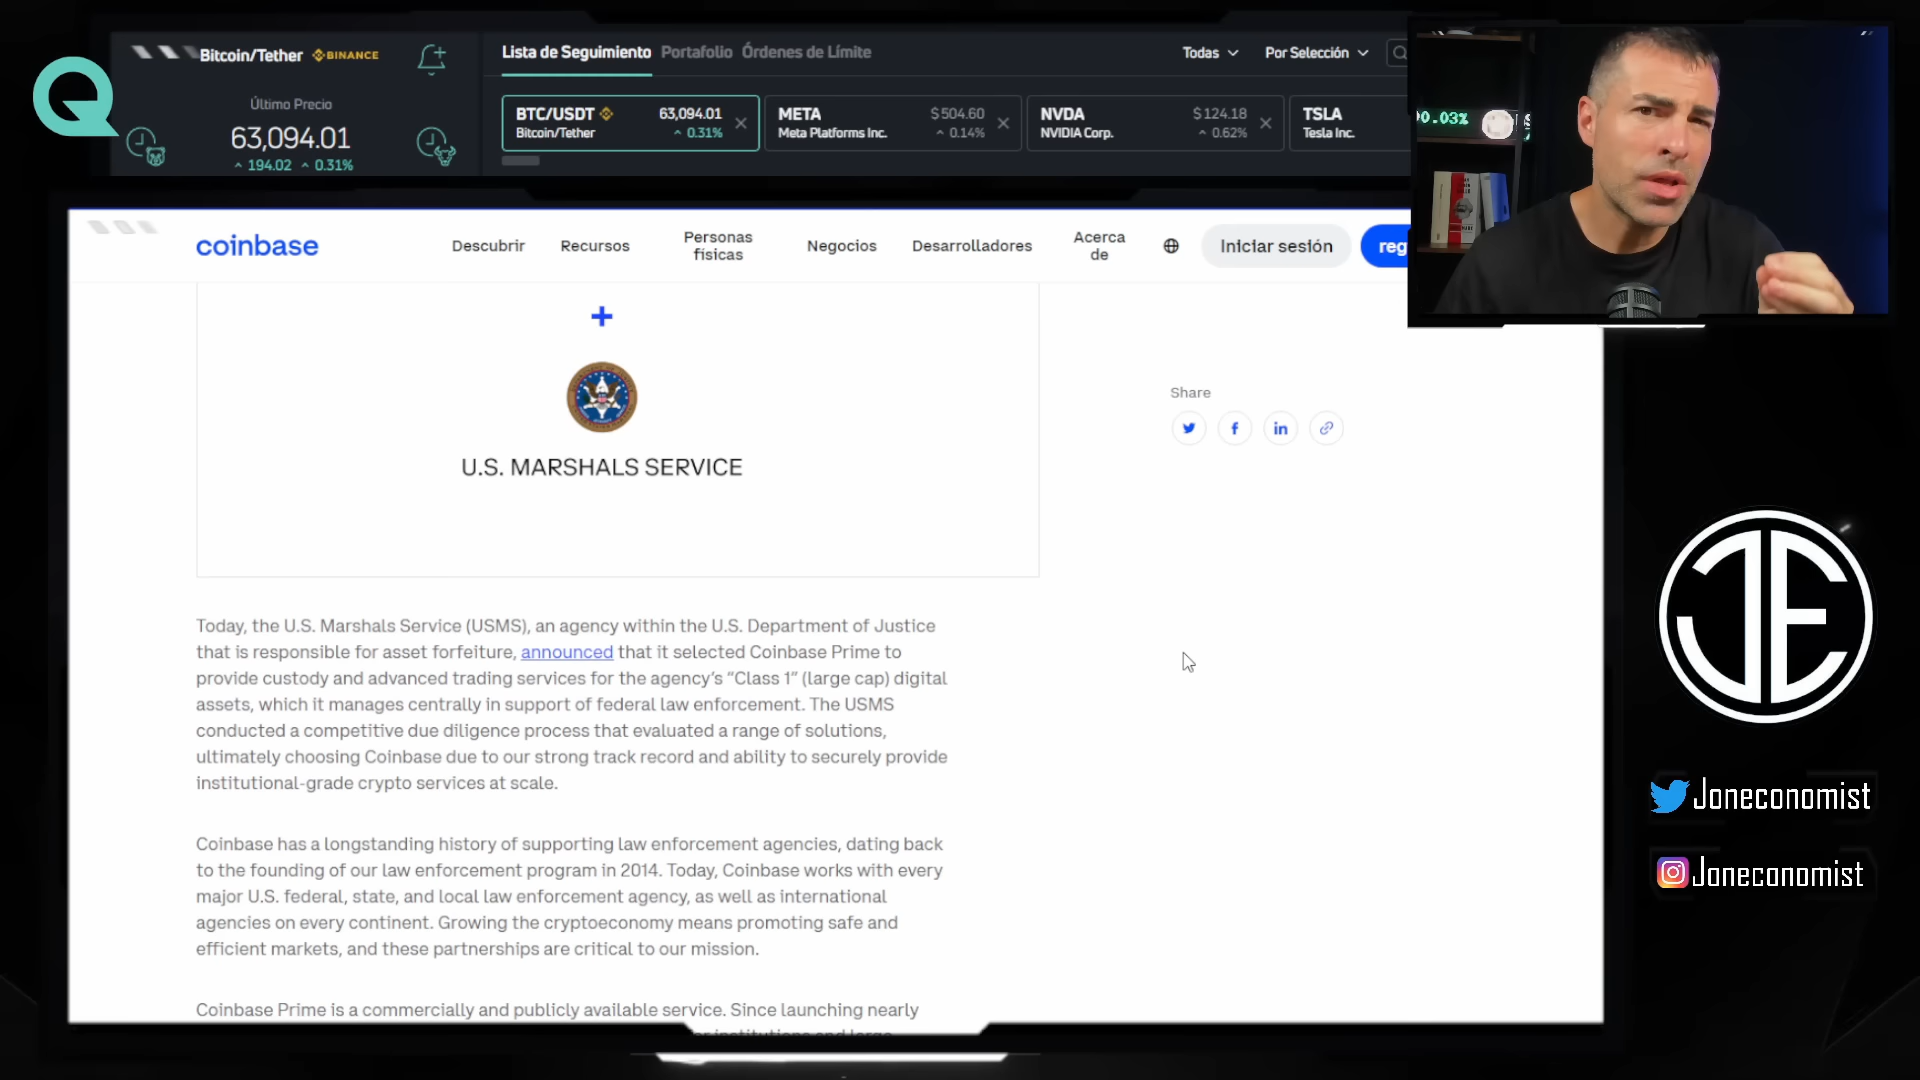 Bitcoin/Tether BINANCE
Último Precio
63,094.01
194.02 0.31%
Lista de Seguimiento Portafolio Órdenes de Límite
Todas Por Selección
BTC/USDT 63,094.01
Bitcoin/Tether 0.31%
META $504.60
Meta Platforms Inc. 0.14%
NVDA $124.18
NVIDIA Corp. 0.62%
TSLA
Tesla Inc.
0.03%
coinbase
Descubrir
Recursos
Personas
físicas
Negocios
Desarrolladores
Acerca
de
Iniciar sesión
reg
+
U.S. MARSHALS SERVICE
Share
Today, the U.S. Marshals Service (USMS), an agency within the U.S. Department of Justice
that is responsible for asset forfeiture, announced that it selected Coinbase Prime to
provide custody and advanced trading services for the agency's “Class 1” (large cap) digital
assets, which it manages centrally in support of federal law enforcement. The USMS
conducted a competitive due diligence process that evaluated a range of solutions,
ultimately choosing Coinbase due to our strong track record and ability to securely provide
institutional-grade crypto services at scale.
Coinbase has a longstanding history of supporting law enforcement agencies, dating back
to the founding of our law enforcement program in 2014. Today, Coinbase works with every
major U.S. federal, state, and local law enforcement agency, as well as international
agencies on every continent. Growing the cryptoeconomy means promoting safe and
efficient markets, and these partnerships are critical to our mission.
Coinbase Prime is a commercially and publicly available service. Since launching nearly
JE
Joneconomist
Joneconomist